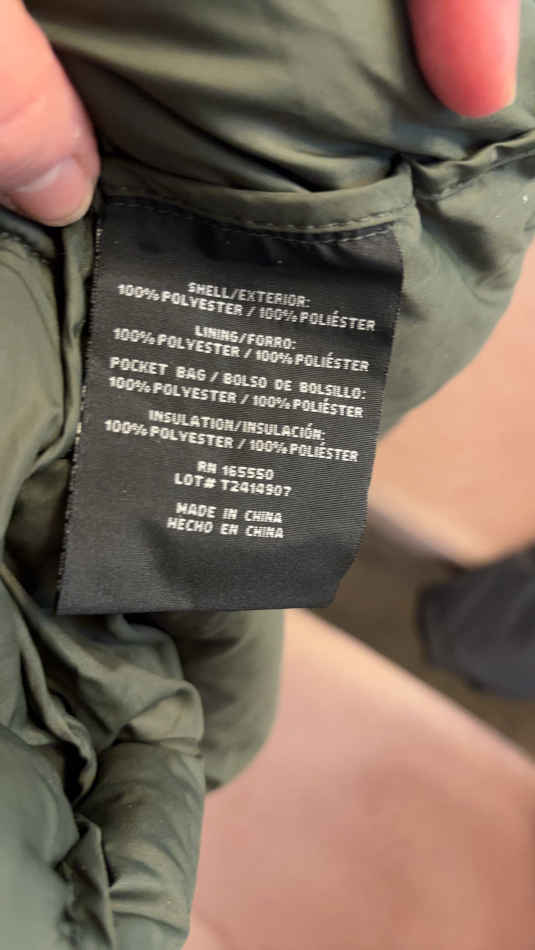 SHELL/EXTERIOR:
100% POLYESTER / 100% POLIÉSTER
LINING/FORRO:
100% POLYESTER / 100% POLIÉSTER
POCKET BAG / BOLSO DE BOLSILLO:
100% POLYESTER / 100% POLIÉSTER
INSULATION/INSULACIÓN:
100% POLYESTER / 100% POLIÉSTER
RN 165550
LOT# T2414907
MADE IN CHINA
HECHO EN CHINA